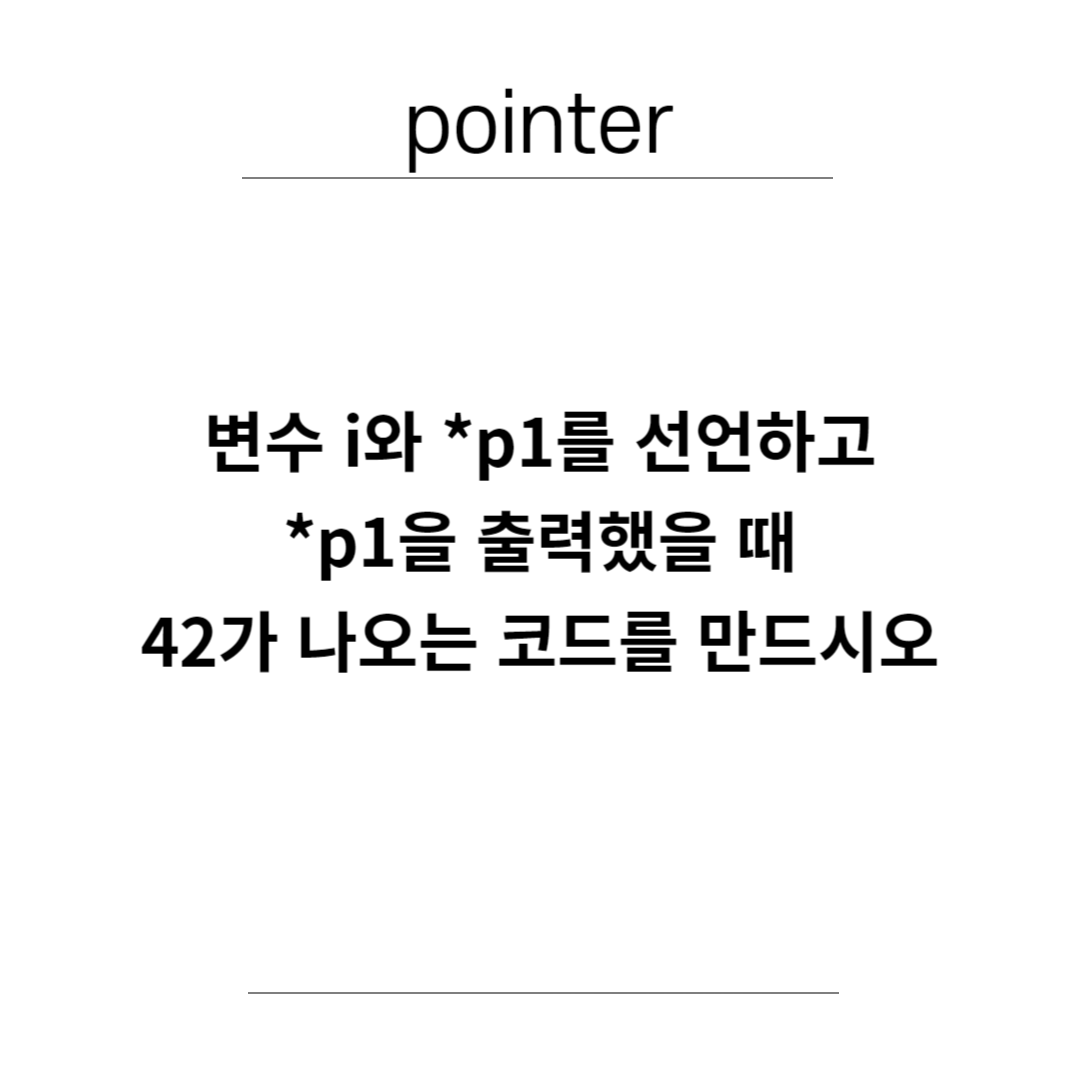 pointer
변수 i와 *p1를 선언하고
*p1을 출력했을 때
42가 나오는 코드를 만드시오